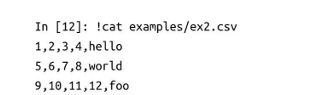 In [12]: !cat examples/ex2.csv
1,2,3,4,hello
5,6,7,8,world
9,10,11,12,foo